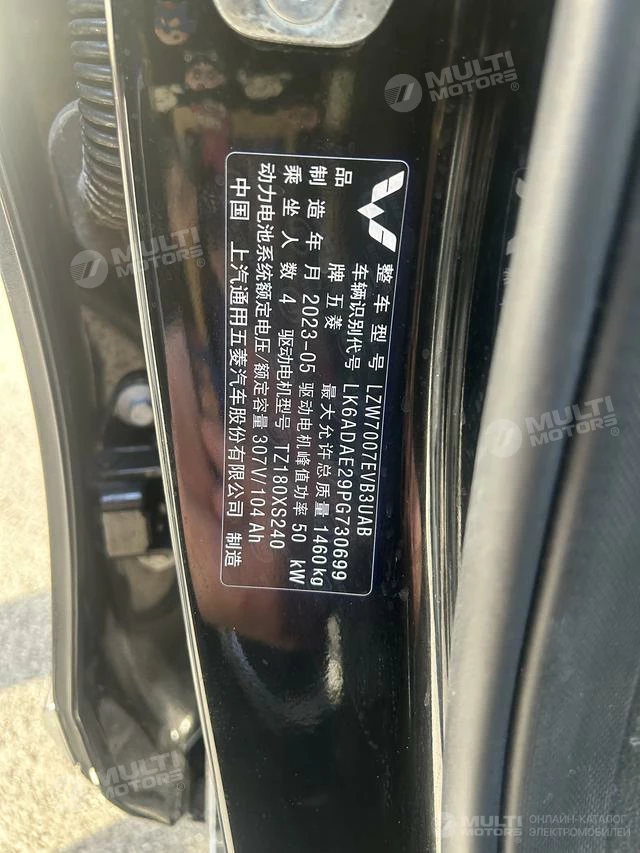 整车型号 LZW7007EVB3UAB
车辆识别代号 LK6ADAE29PG730699
品 牌 五菱 最大允许总质量 1460kg
制造年月 2023-05 驱动电机峰值功率 50 kW
乘坐人数 4 驱动电机型号 TZ180XS240
动力电池系统额定电压/额定容量 307V/104Ah
中国 上汽通用五菱汽车股份有限公司 制造
MULTI
MOTORS®
MULTI
MOTORS®
MULTI
MOTORS®
MULTI
MOTORS®
MULTI
MOTORS
ОНЛАЙН-КАТАЛОГ
ЭЛЕКТРОМОБИЛЕЙ